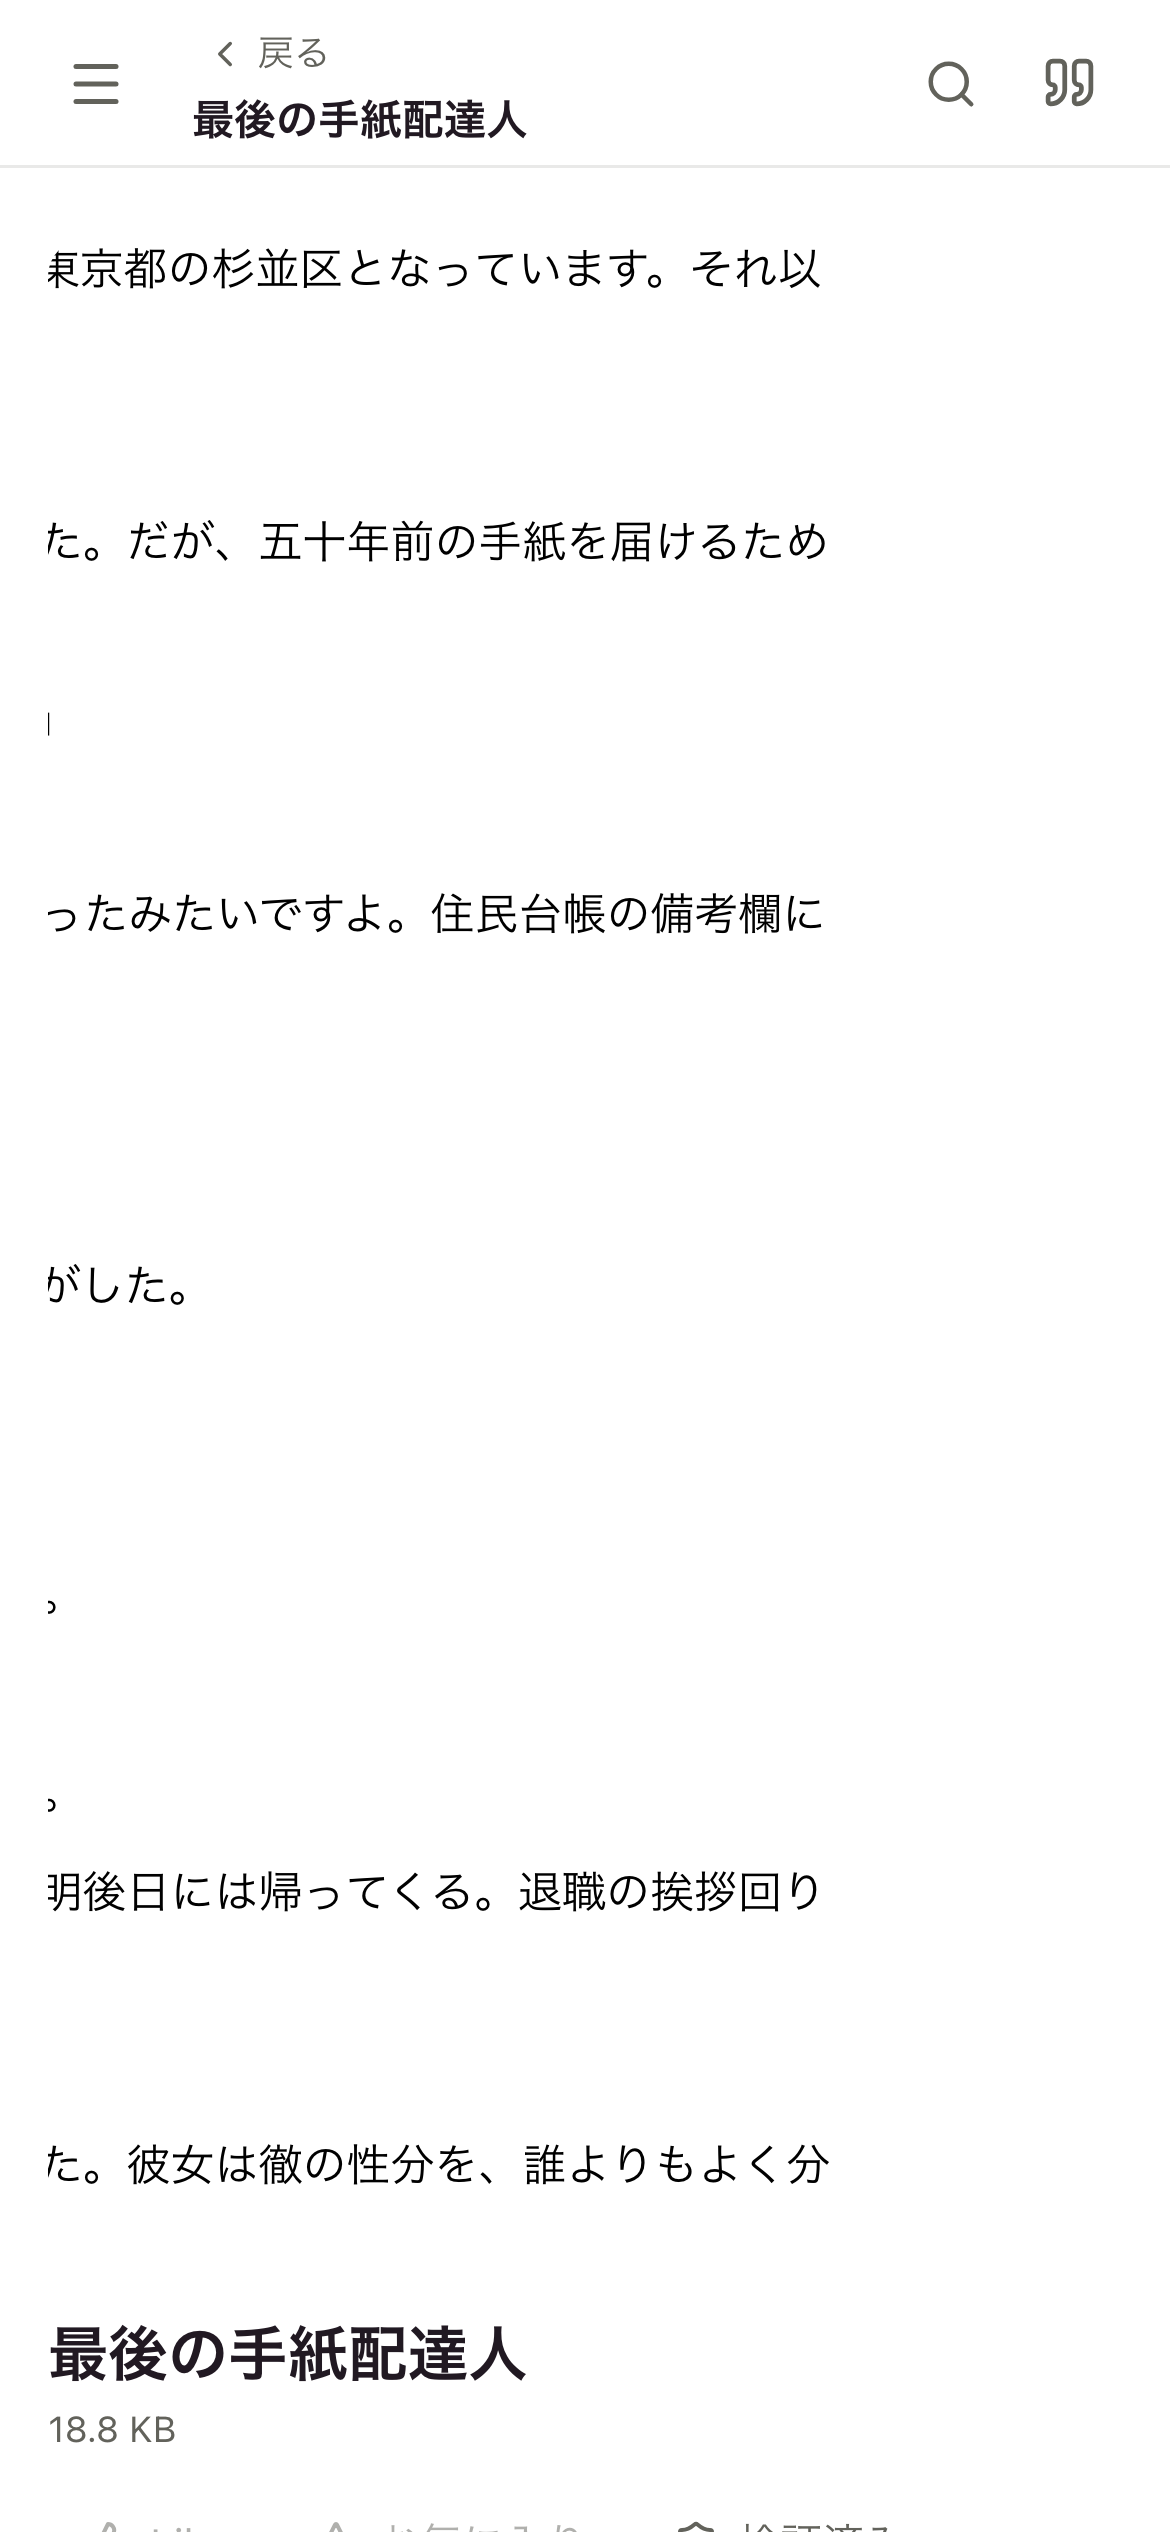 戻る
最後の手紙配達人
東京都の杉並区となっています。それ以
た。だが、五十年前の手紙を届けるため
ったみたいですよ。住民台帳の備考欄に
がした。
。
。
明後日には帰ってくる。退職の挨拶回り
た。彼女は徹の性分を、誰よりもよく分
最後の手紙配達人
18.8 KB